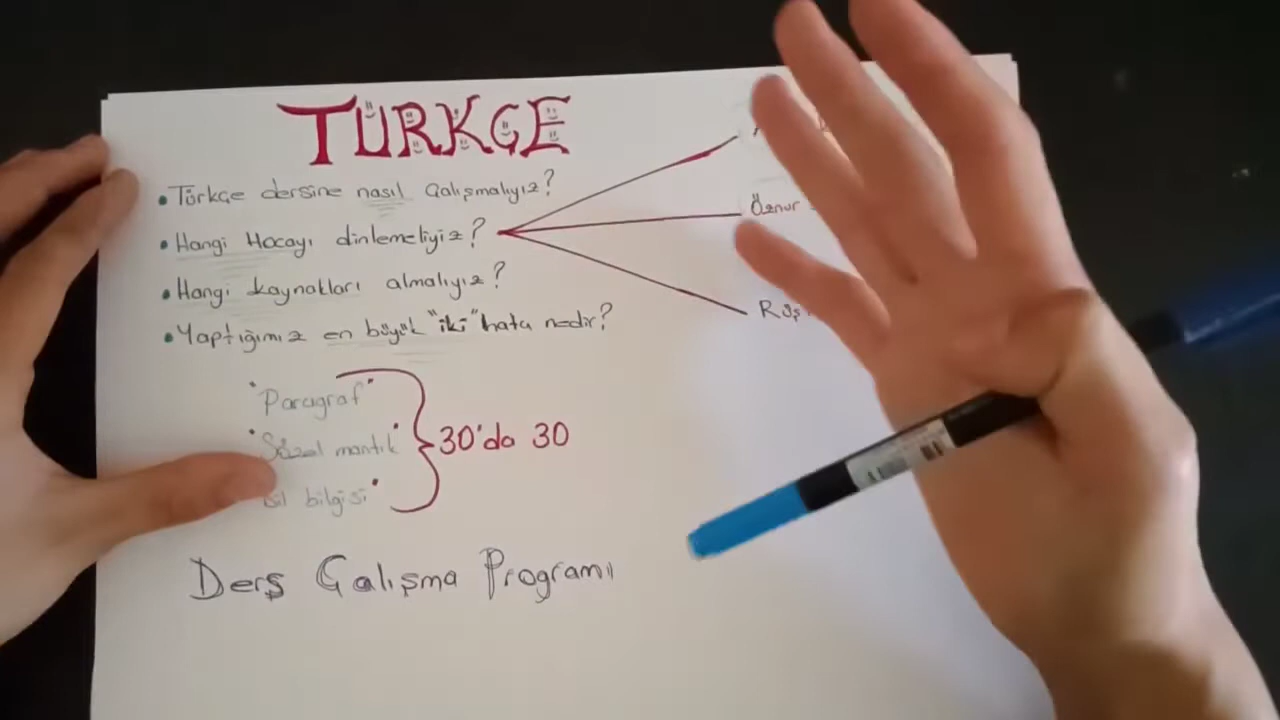 TÜRKÇE
• Türkçe dersine nasıl çalışmalıyız?
• Hangi Hocayı dinlemeliyiz?
Öznur
• Hangi kaynakları almalıyız?
• Yaptığımız en büyük "iki" hata nedir?
"Paragraf"
"Sözel mantık"
30'da 30
bilgisi"
Ders Çalışma Programı